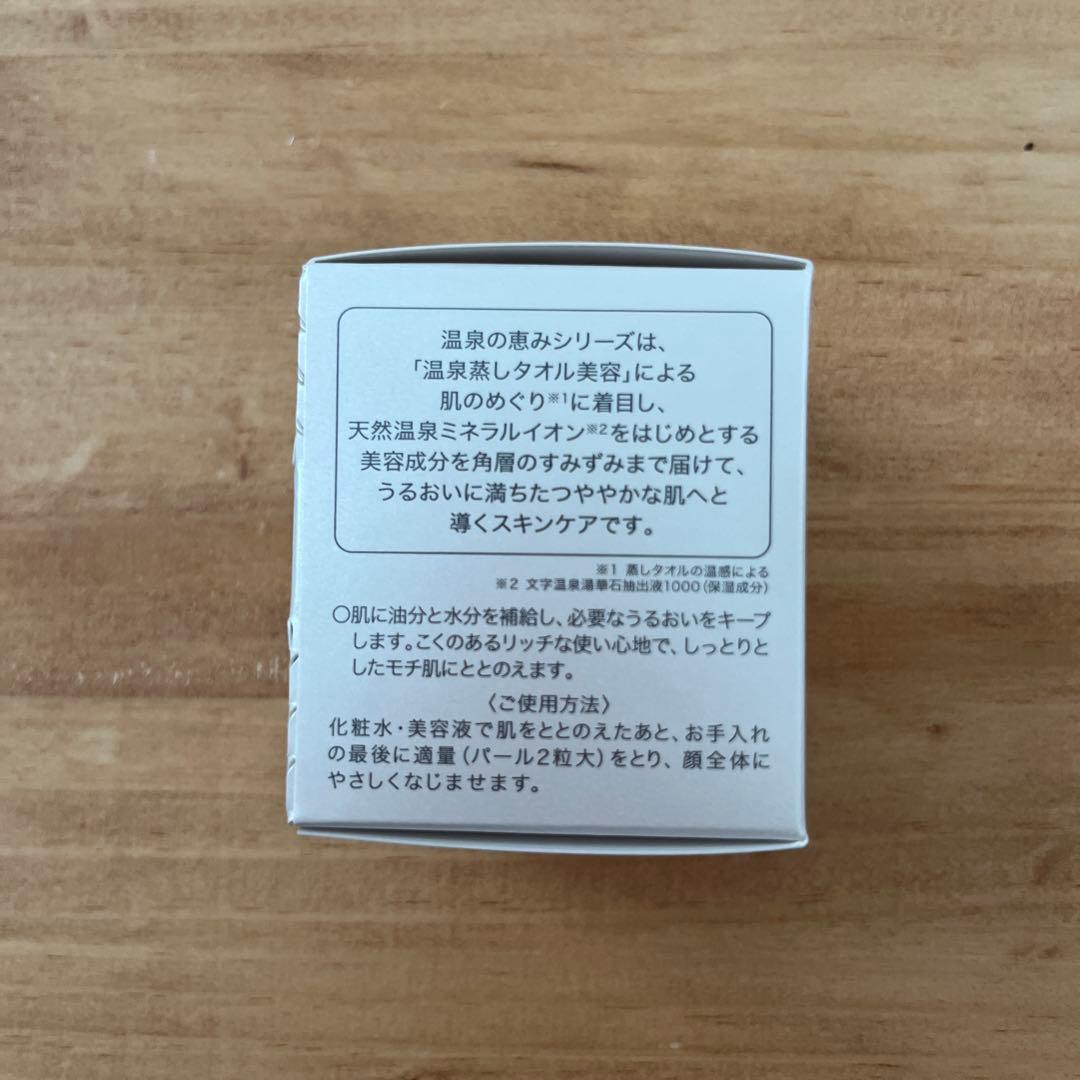 温泉の恵みシリーズは、
「温泉蒸しタオル美容」による
肌のめぐり※1に着目し、
天然温泉ミネラルイオン※2をはじめとする
美容成分を角層のすみずみまで届けて、
うるおいに満ちたつややかな肌へと
導くスキンケアです。
※1 蒸しタオルの温感による
※2 文字温泉湯華石抽出液1000(保湿成分)
〇肌に油分と水分を補給し、必要なうるおいをキープ
します。こくのあるリッチな使い心地で、しっとりと
したモチ肌にととのえます。
〈ご使用方法〉
化粧水・美容液で肌をととのえたあと、お手入れ
の最後に適量(パール2粒大)をとり、顔全体に
やさしくなじませます。